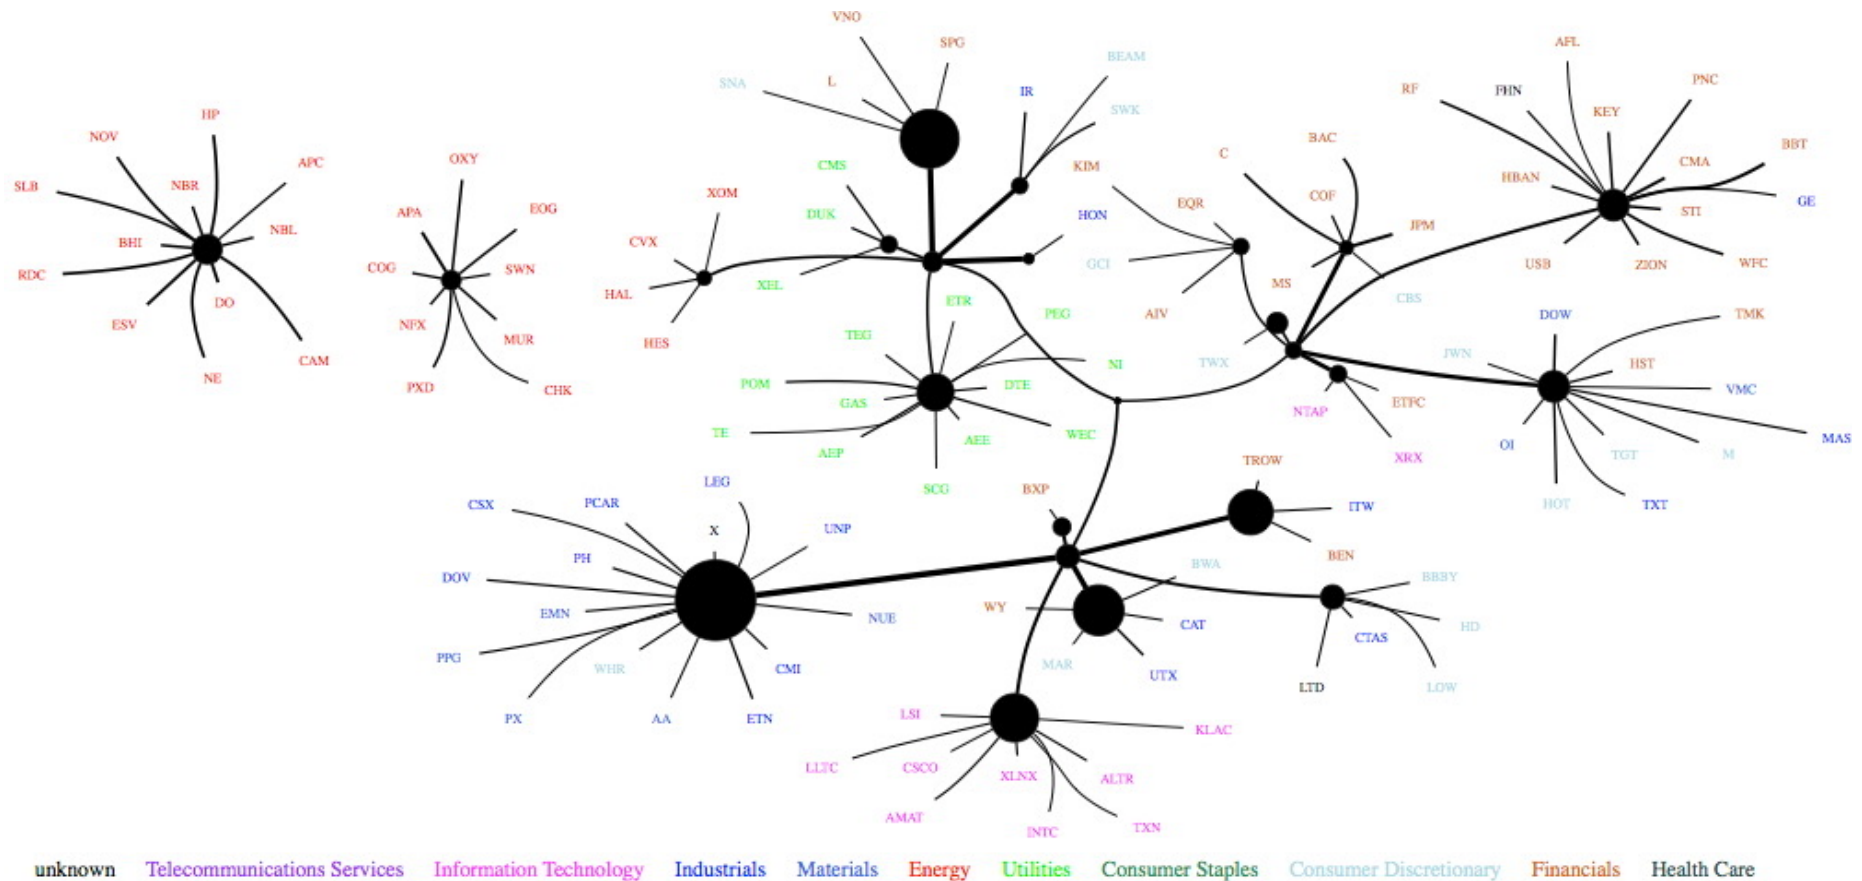 VNO
SPG
AFL
BEAM
L
SNA
PNC
RF
FHN
IR
SWK
KEY
HP
NOV
BAC
BBT
C
OXY
APC
CMS
KIM
CMA
HBAN
SLB
NBR
XOM
COF
GE
EQR
APA
EOG
DUK
HON
STI
JPM
NBL
BHI
CVX
GCI
USB
ZION
WFC
RDC
COG
SWN
XEL
MS
HAL
CBS
DO
ETR
PEG
AIV
DOW
TMK
ESV
NFX
MUR
HES
TEG
JWN
CAM
TWX
HST
NI
NE
PXD
CHK
POM
DTE
VMC
GAS
ETFC
NTAP
TE
AEE
WEC
OI
MAS
AEP
XRX
TGT
M
TROW
LEG
SCG
BXP
CSX
PCAR
ITW
HOT
TXT
X
UNP
PH
BEN
BWA
DOV
BBBY
WY
EMN
NUE
CAT
HD
CTAS
PPG
WHR
CMI
MAR
UTX
LTD
LOW
PX
AA
ETN
LSI
KLAC
LLTC
CSCO
XLNX
ALTR
AMAT
INTC
TXN
unknown Telecommunications Services Information Technology Industrials Materials Energy Utilities Consumer Staples Consumer Discretionary Financials Health Care